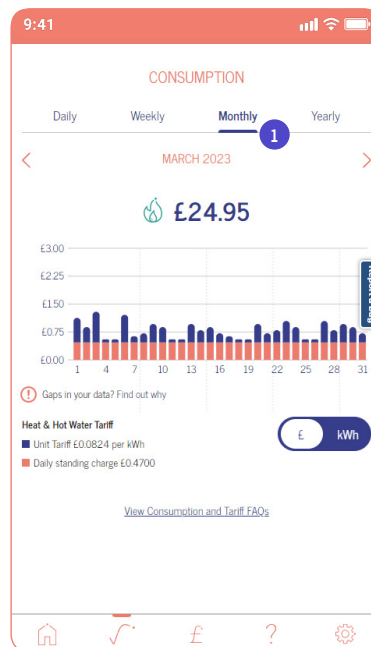 9:41
CONSUMPTION
Daily Weekly Monthly Yearly
1
MARCH 2023
£24.95
£3.00
£2.25
£1.50
£0.75
£0.00
1 4 7 10 13 16 19 22 25 28 31
Report a bug
Gaps in your data? Find out why
Heat & Hot Water Tariff
Unit Tariff £0.0824 per kWh
Daily standing charge £0.4700
£ kWh
View Consumption and Tariff FAQs